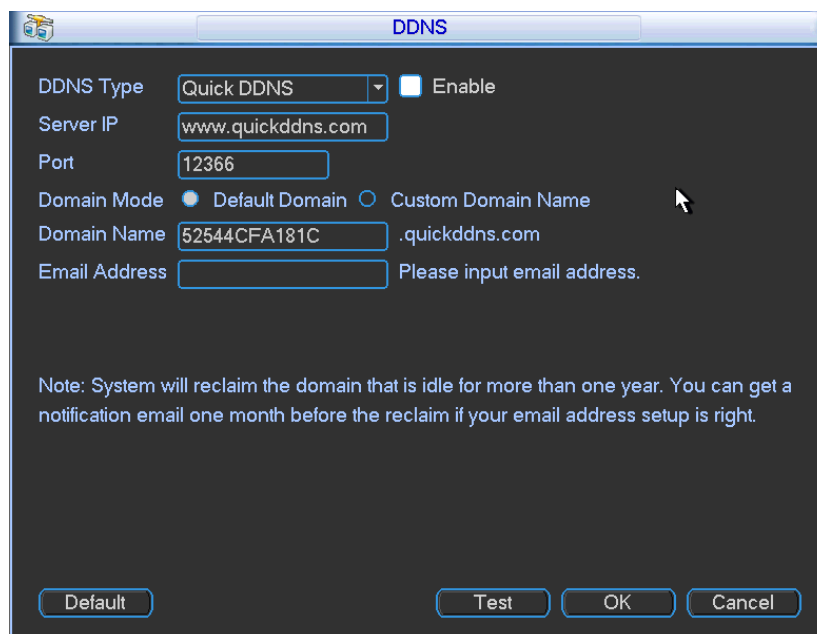 DDNS
DDNS Type Quick DDNS Enable
Server IP www.quickddns.com
Port 12366
Domain Mode Default Domain Custom Domain Name
Domain Name 52544CFA181C .quickddns.com
Email Address Please input email address.
Note: System will reclaim the domain that is idle for more than one year. You can get a
notification email one month before the reclaim if your email address setup is right.
Default Test OK Cancel